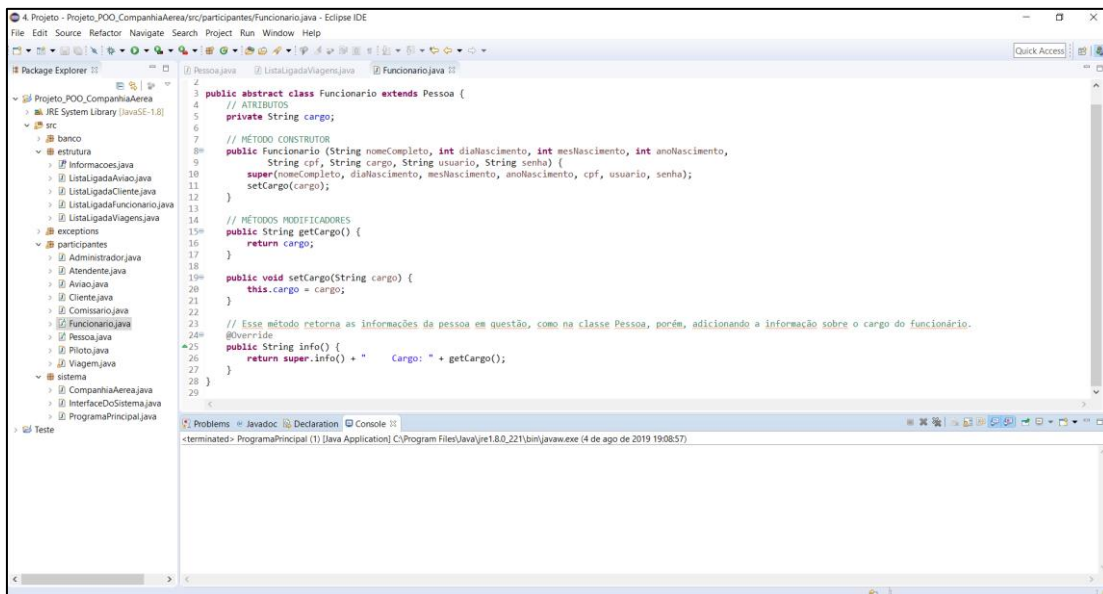 4. Projeto - Projeto_POO_CompanhiaAerea/src/participantes/Funcionario.java - Eclipse IDE
File Edit Source Refactor Navigate Search Project Run Window Help
Quick Access
Package Explorer
Projeto_POO_CompanhiaAerea
JRE System Library [JavaSE-1.8]
src
banco
estrutura
Informacoes.java
ListaLigadaAviao.java
ListaLigadaCliente.java
ListaLigadaFuncionario.java
ListaLigadaViagens.java
exceptions
participantes
Administrador.java
Atendente.java
Aviao.java
Cliente.java
Comissario.java
Funcionario.java
Pessoa.java
Piloto.java
Viagem.java
sistema
CompanhiaAerea.java
InterfaceDoSistema.java
ProgramaPrincipal.java
Teste
Pessoa.java ListaLigadaViagens.java Funcionario.java
2
3 public abstract class Funcionario extends Pessoa {
4 // ATRIBUTOS
5 private String cargo;
6
7 // MÉTODO CONSTRUTOR
8 public Funcionario (String nomeCompleto, int diaNascimento, int mesNascimento, int anoNascimento,
9 String cpf, String cargo, String usuario, String senha) {
10 super(nomeCompleto, diaNascimento, mesNascimento, anoNascimento, cpf, usuario, senha);
11 setCargo(cargo);
12 }
13
14 // MÉTODOS MODIFICADORES
15 public String getCargo() {
16 return cargo;
17 }
18
19 public void setCargo(String cargo) {
20 this.cargo = cargo;
21 }
22
23 // Esse método retorna as informações da pessoa em questão, como na classe Pessoa, porém, adicionando a informação sobre o cargo do funcionário.
24 @Override
25 public String info() {
26 return super.info() + " Cargo: " + getCargo();
27 }
28 }
29
Problems Javadoc Declaration Console
<terminated> ProgramaPrincipal (1) [Java Application] C:\Program Files\Java\jre1.8.0_221\bin\javaw.exe (4 de ago de 2019 19:08:57)